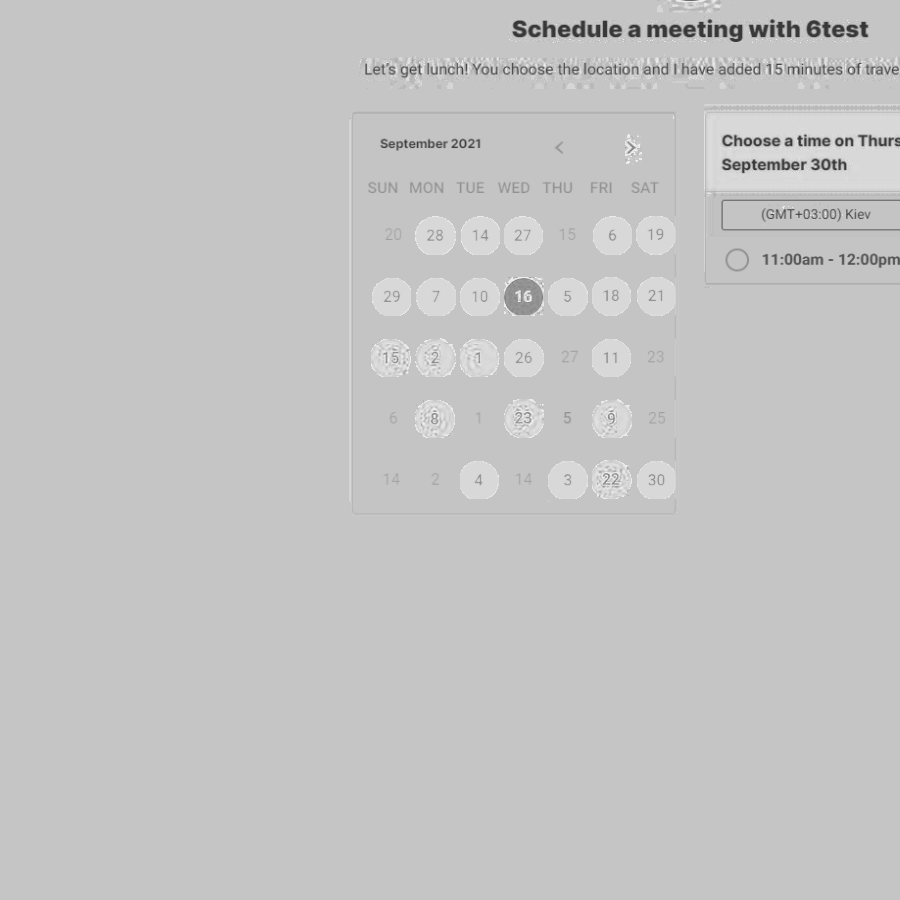 Schedule a meeting with 6test
Let's get lunch! You choose the location and I have added 15 minutes of trave
September 2021 < >
SUN MON TUE WED THU FRI SAT
20 28 14 27 15 6 19
29 7 10 16 5 18 21
15 2 1 26 27 11 23
6 8 1 23 5 9 25
14 2 4 14 3 22 30
Choose a time on Thurs
September 30th
(GMT+03:00) Kiev
11:00am - 12:00pm